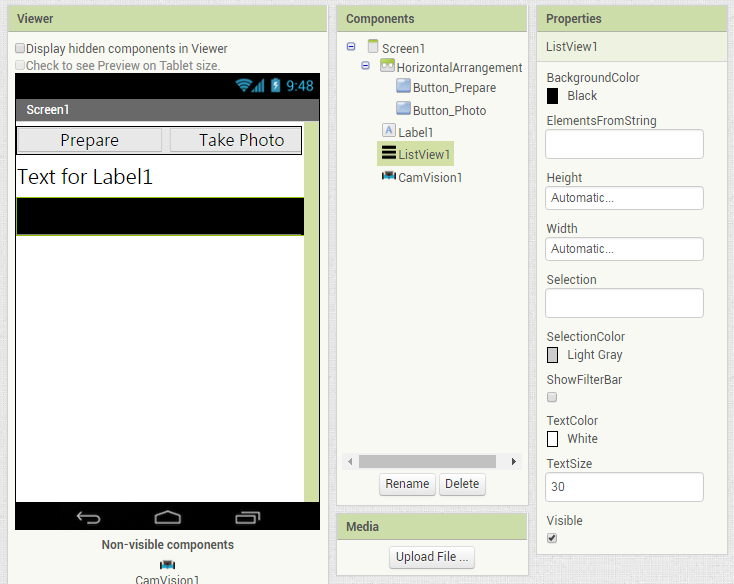 Viewer
Display hidden components in Viewer
Check to see Preview on Tablet size.
9:48
Screen1
Prepare
Take Photo
Text for Label1
Non-visible components
CamVision1
Components
Screen1
HorizontalArrangement
Button_Prepare
Button_Photo
Label1
ListView1
CamVision1
Rename
Delete
Media
Upload File ...
Properties
ListView1
BackgroundColor
Black
ElementsFromString
Height
Automatic...
Width
Automatic...
Selection
SelectionColor
Light Gray
ShowFilterBar
TextColor
White
TextSize
30
Visible